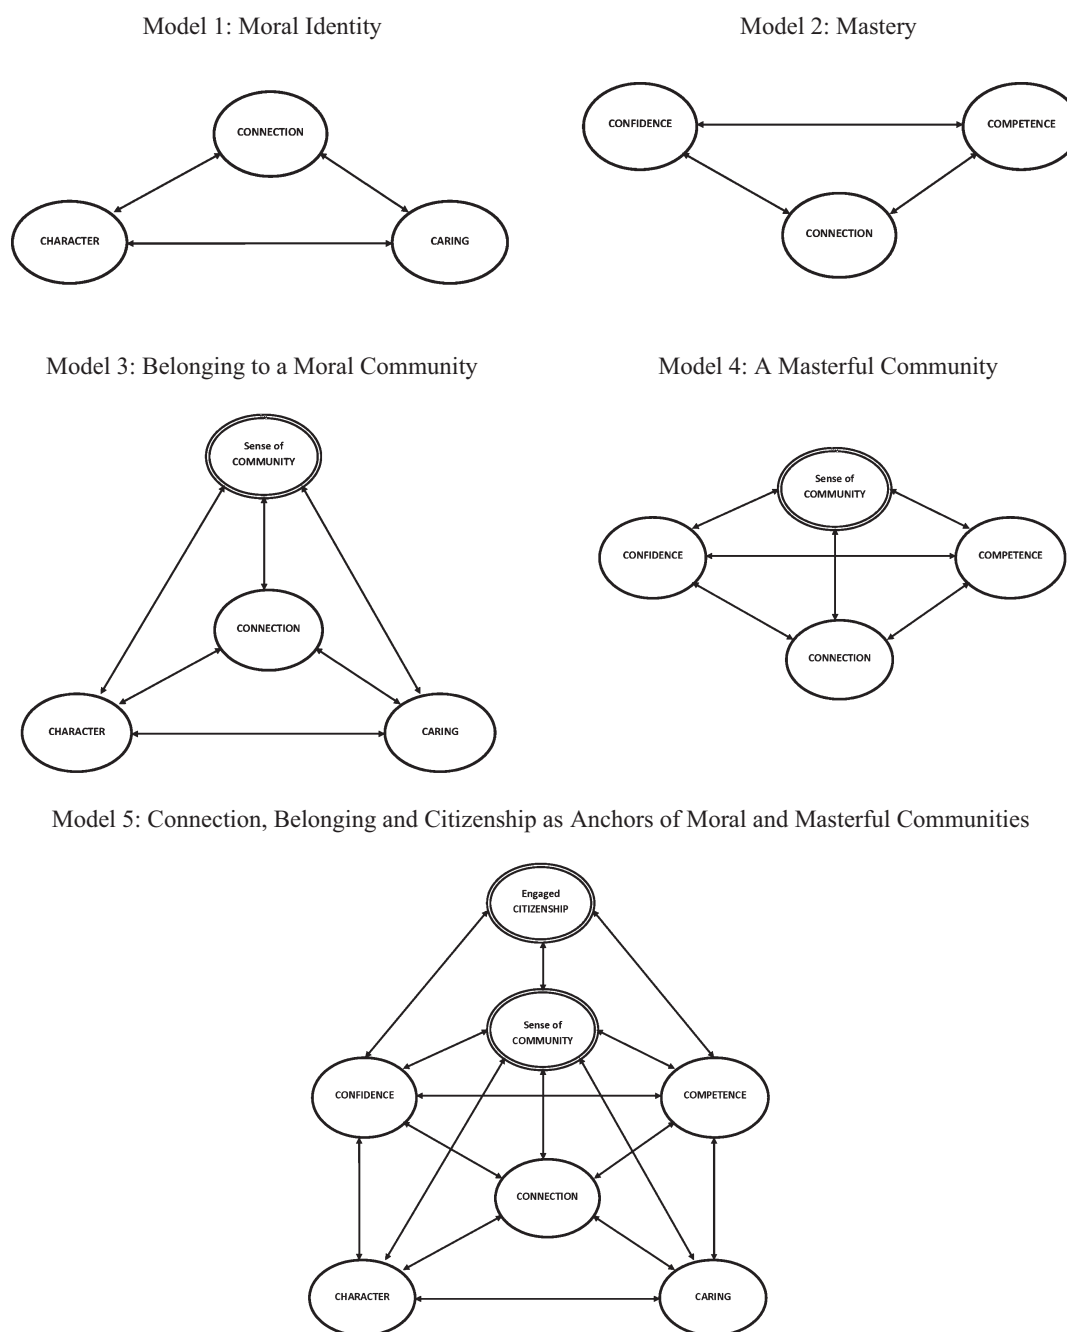 Model 1: Moral Identity
CONNECTION
CHARACTER
CARING
Model 2: Mastery
CONFIDENCE
COMPETENCE
CONNECTION
Model 3: Belonging to a Moral Community
Sense of
COMMUNITY
CONNECTION
CHARACTER
CARING
Model 4: A Masterful Community
Sense of
COMMUNITY
CONFIDENCE
COMPETENCE
CONNECTION
Model 5: Connection, Belonging and Citizenship as Anchors of Moral and Masterful Communities
Engaged
CITIZENSHIP
Sense of
COMMUNITY
CONFIDENCE
COMPETENCE
CONNECTION
CHARACTER
CARING